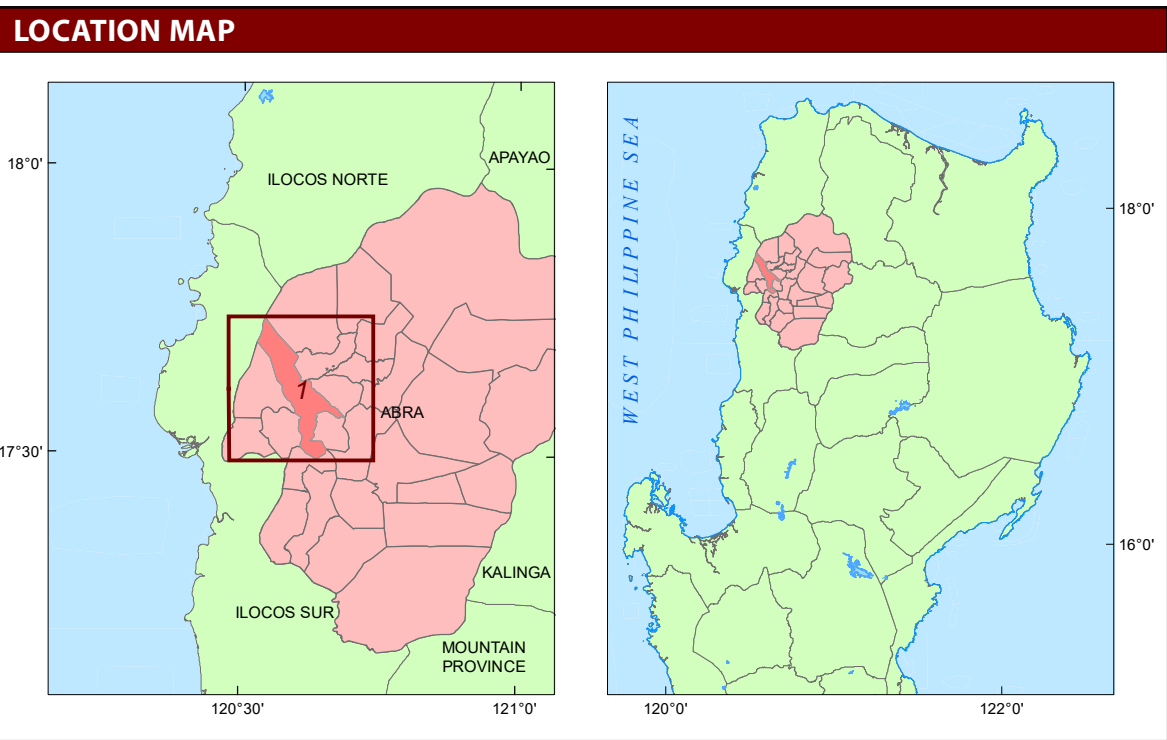 LOCATION MAP
18°0'
17°30'
120°30'
121°0'
APAYAO
ILOCOS NORTE
1
ABRA
KALINGA
ILOCOS SUR
MOUNTAIN
PROVINCE
WEST PHILIPPINE SEA
18°0'
16°0'
120°0'
122°0'